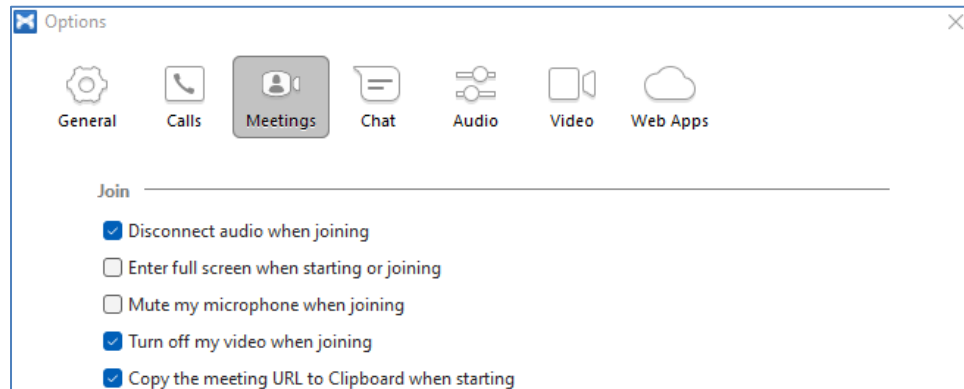 Options
General Calls Meetings Chat Audio Video Web Apps
Join
Disconnect audio when joining
Enter full screen when starting or joining
Mute my microphone when joining
Turn off my video when joining
Copy the meeting URL to Clipboard when starting